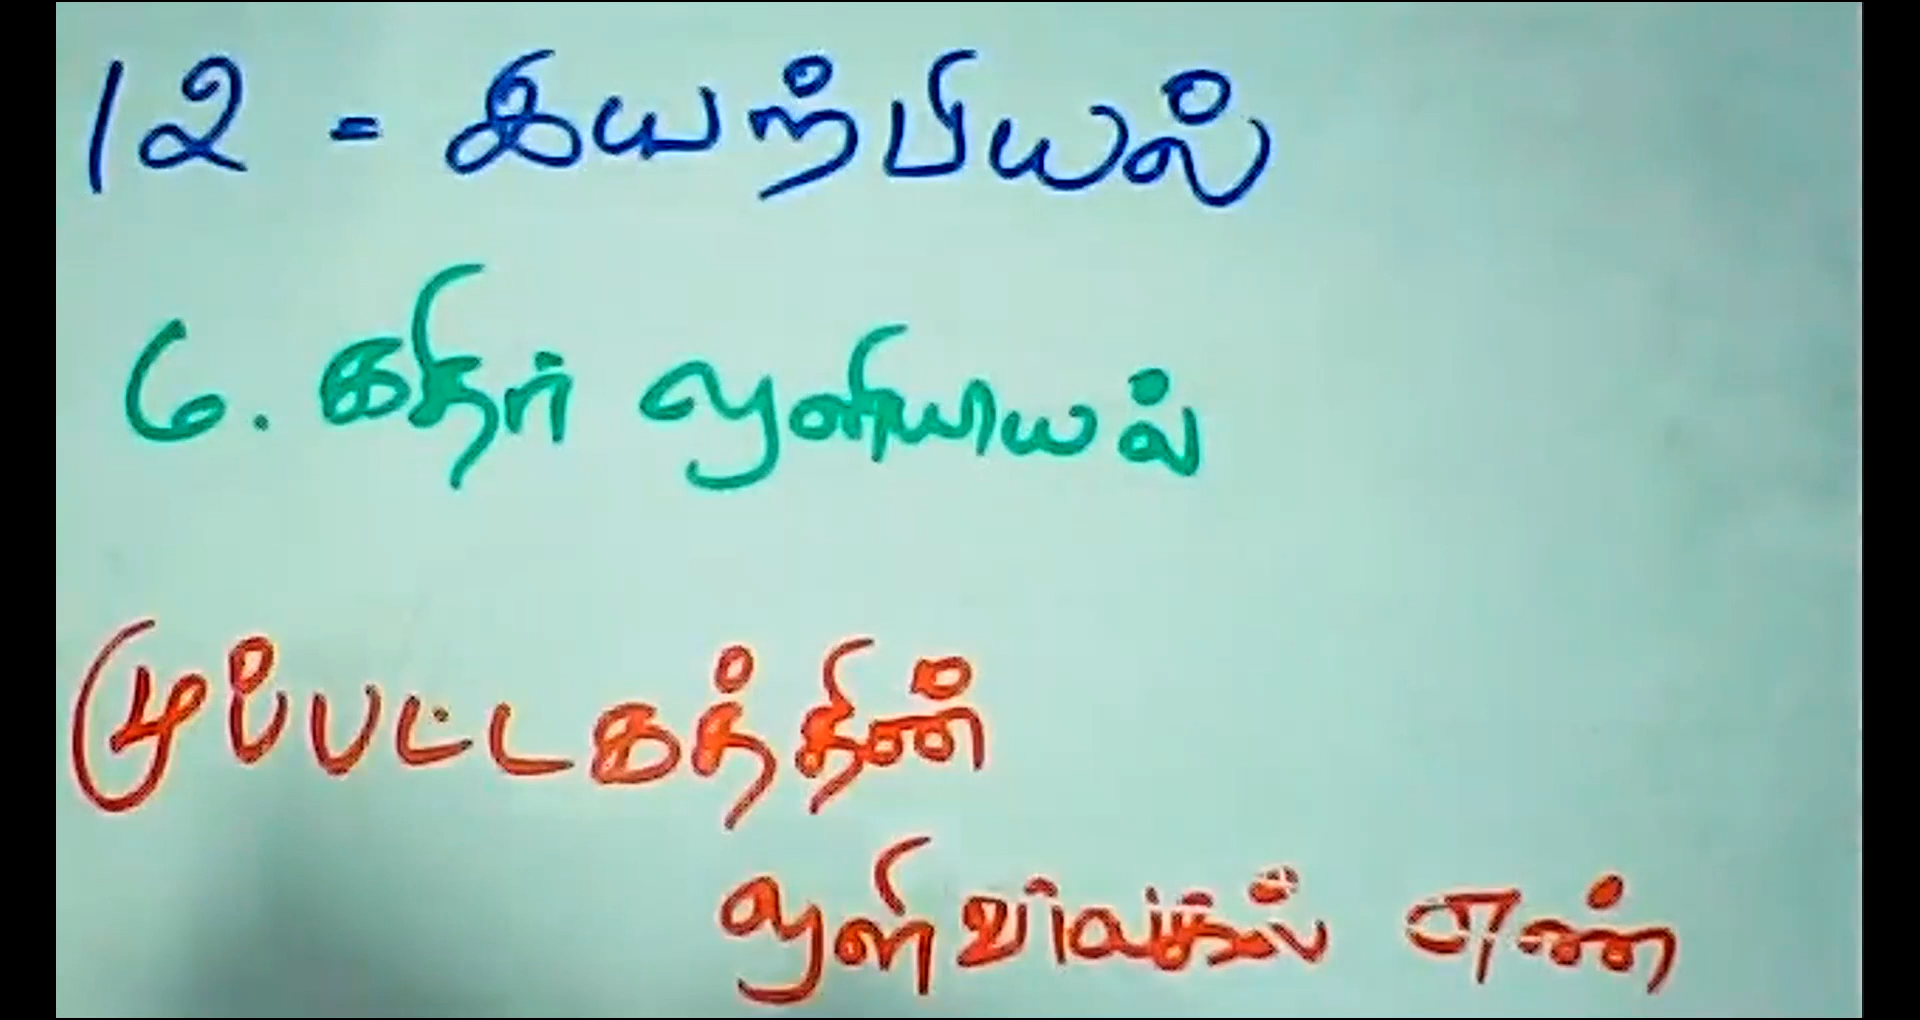 12 - இயற்பியல்
6. கதிர் ஒளியியல்
முப்பட்டகத்தின்
ஒளிவிலகல் எண்